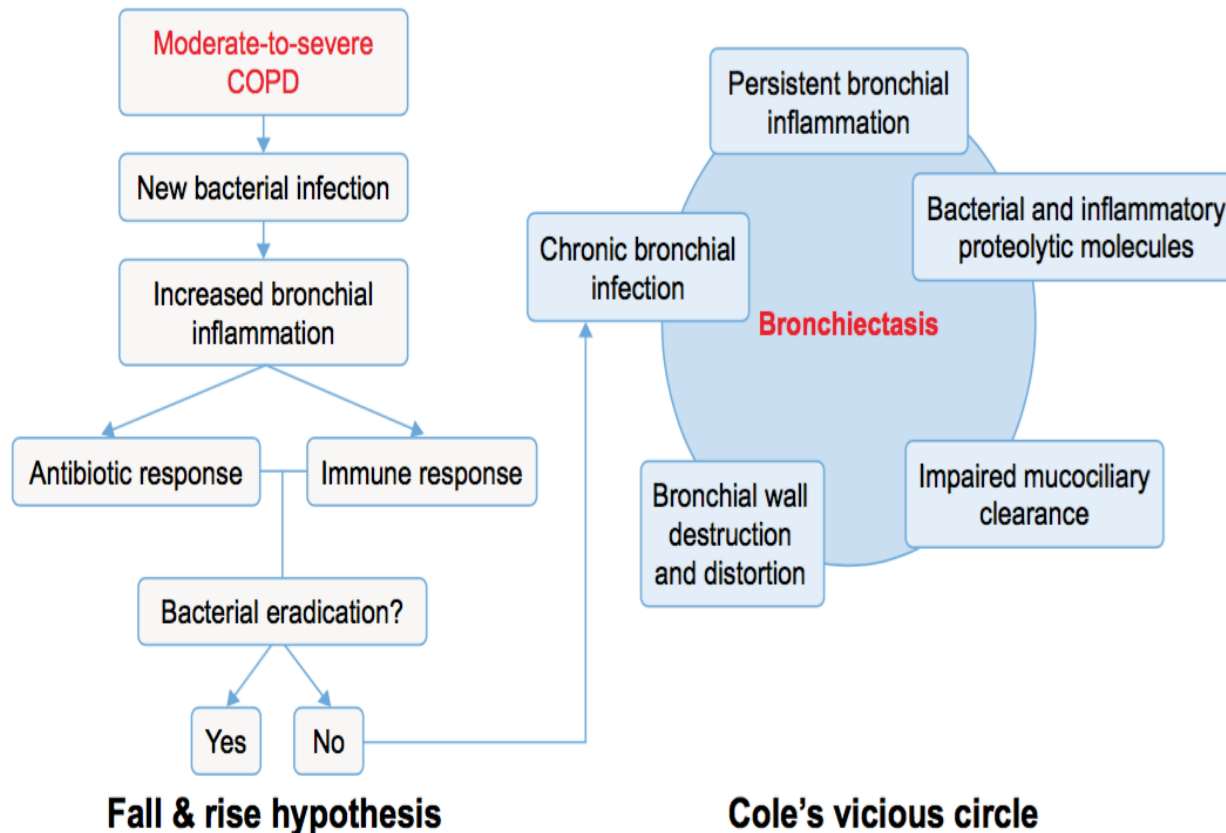 Moderate-to-severe
COPD
New bacterial infection
Increased bronchial
inflammation
Antibiotic response
Immune response
Bacterial eradication?
Yes
No
Fall & rise hypothesis
Persistent bronchial
inflammation
Bacterial and inflammatory
proteolytic molecules
Chronic bronchial
infection
Bronchiectasis
Impaired mucociliary
clearance
Bronchial wall
destruction
and distortion
Cole's vicious circle